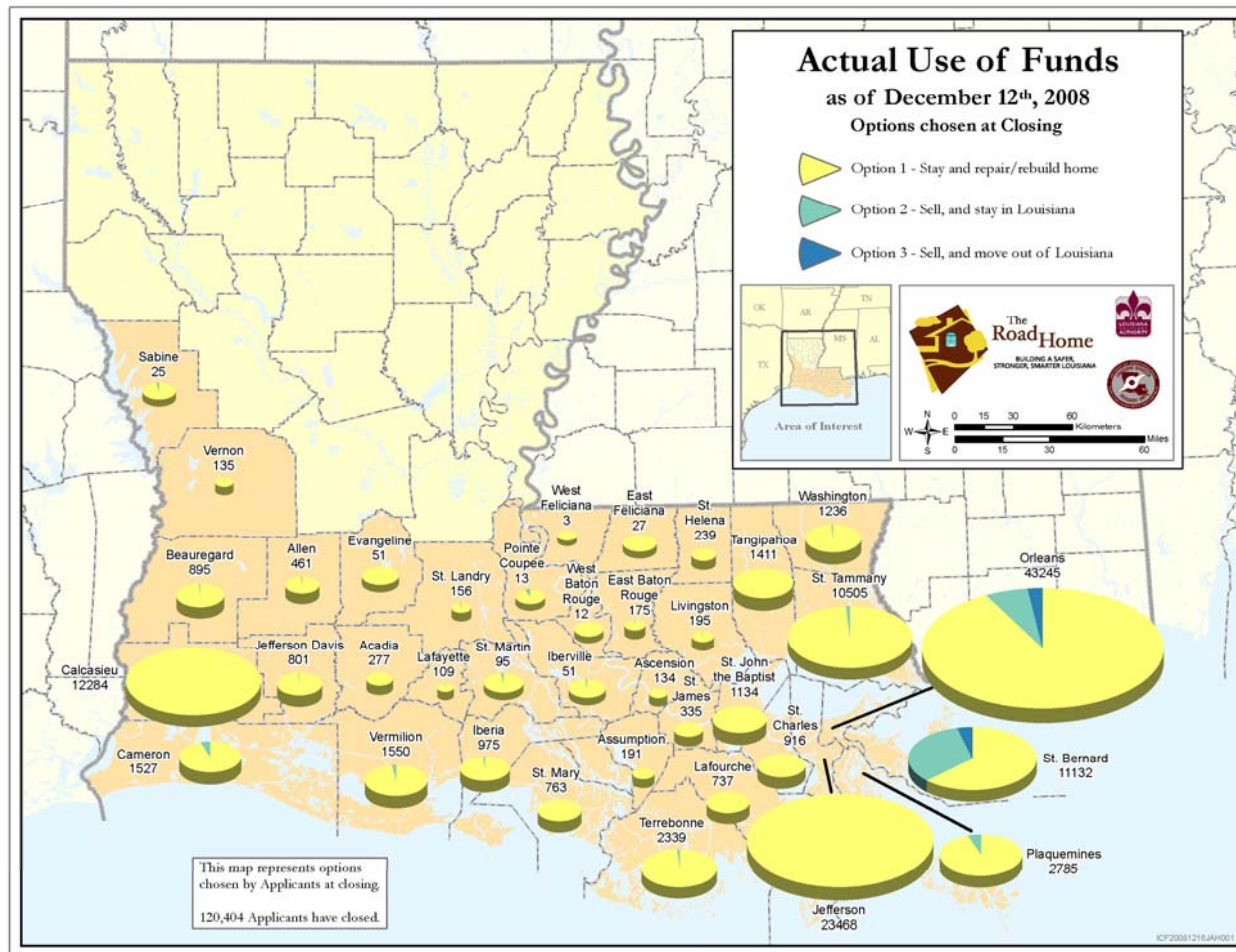 Actual Use of Funds
as of December 12th, 2008
Options chosen at Closing
Option 1 - Stay and repair/rebuild home
Option 2 - Sell, and stay in Louisiana
Option 3 - Sell, and move out of Louisiana
OK
AR
TN
MS
AL
TX
Area of Interest
The
Road Home
BUILDING A SAFER,
STRONGER, SMARTER LOUISIANA
LOUISIANA
AUTHORITY
N
W
E
S
0 15 30 60
Kilometers
Miles
0 15 30 60
Sabine
25
Vernon
135
Beauregard
895
Allen
461
Evangeline
51
St. Landry
156
Pointe
Coupee
13
West
Feliciana
3
East
Feliciana
27
St.
Helena
239
Tangipahoa
1411
Washington
1236
St. Tammany
10505
Orleans
43245
West
Baton
Rouge
12
East Baton
Rouge
175
Livingston
195
Calcasieu
12284
Jefferson Davis
801
Acadia
277
Lafayette
109
St. Martin
95
Iberville
51
Ascension
134
St.
James
335
St. John
the Baptist
1134
St.
Charles
916
Cameron
1527
Vermilion
1550
Iberia
975
St. Mary
763
Assumption
191
Lafourche
737
Terrebonne
2339
St. Bernard
11132
Plaquemines
2785
Jefferson
23468
This map represents options
chosen by Applicants at closing.
120,404 Applicants have closed.
ICF20081216JAH001